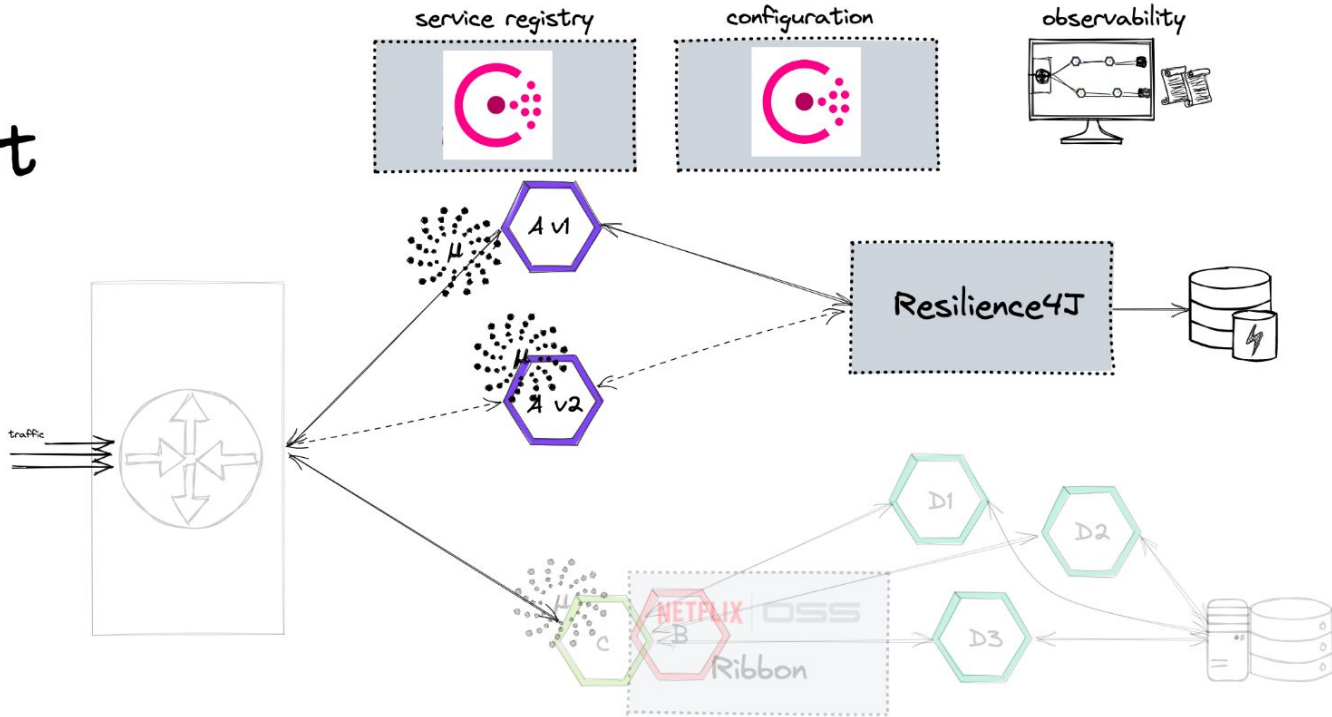 service registry
configuration
observability
t
A v1
μ
μ
A v2
Resilience4J
traffic
D1
D2
μ
NETFLIX OSS
C
B
D3
Ribbon